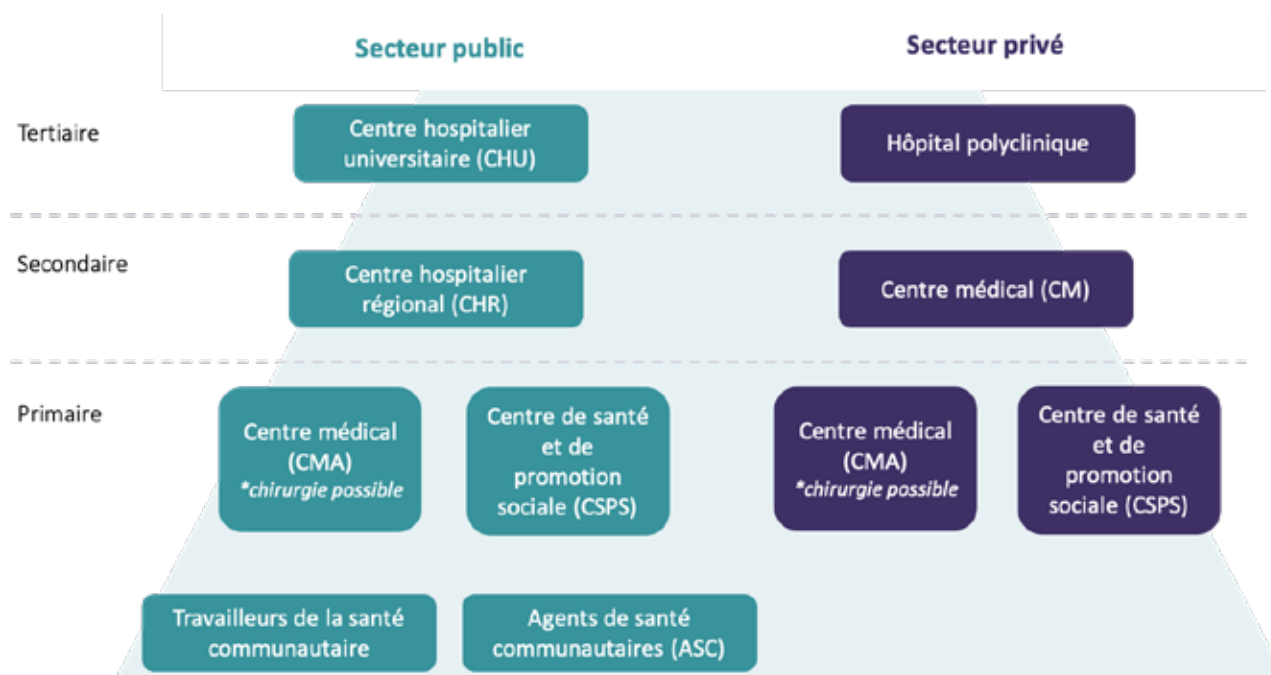 Secteur public
Secteur privé
Tertiaire
Centre hospitalier
universitaire (CHU)
Hôpital polyclinique
Secondaire
Centre hospitalier
régional (CHR)
Centre médical (CM)
Primaire
Centre médical
(CMA)
*chirurgie possible
Centre de santé
et de
promotion
sociale (CSPS)
Centre médical
(CMA)
*chirurgie possible
Centre de santé
et de
promotion
sociale (CSPS)
Travailleurs de la santé
communautaire
Agents de santé
communautaires (ASC)